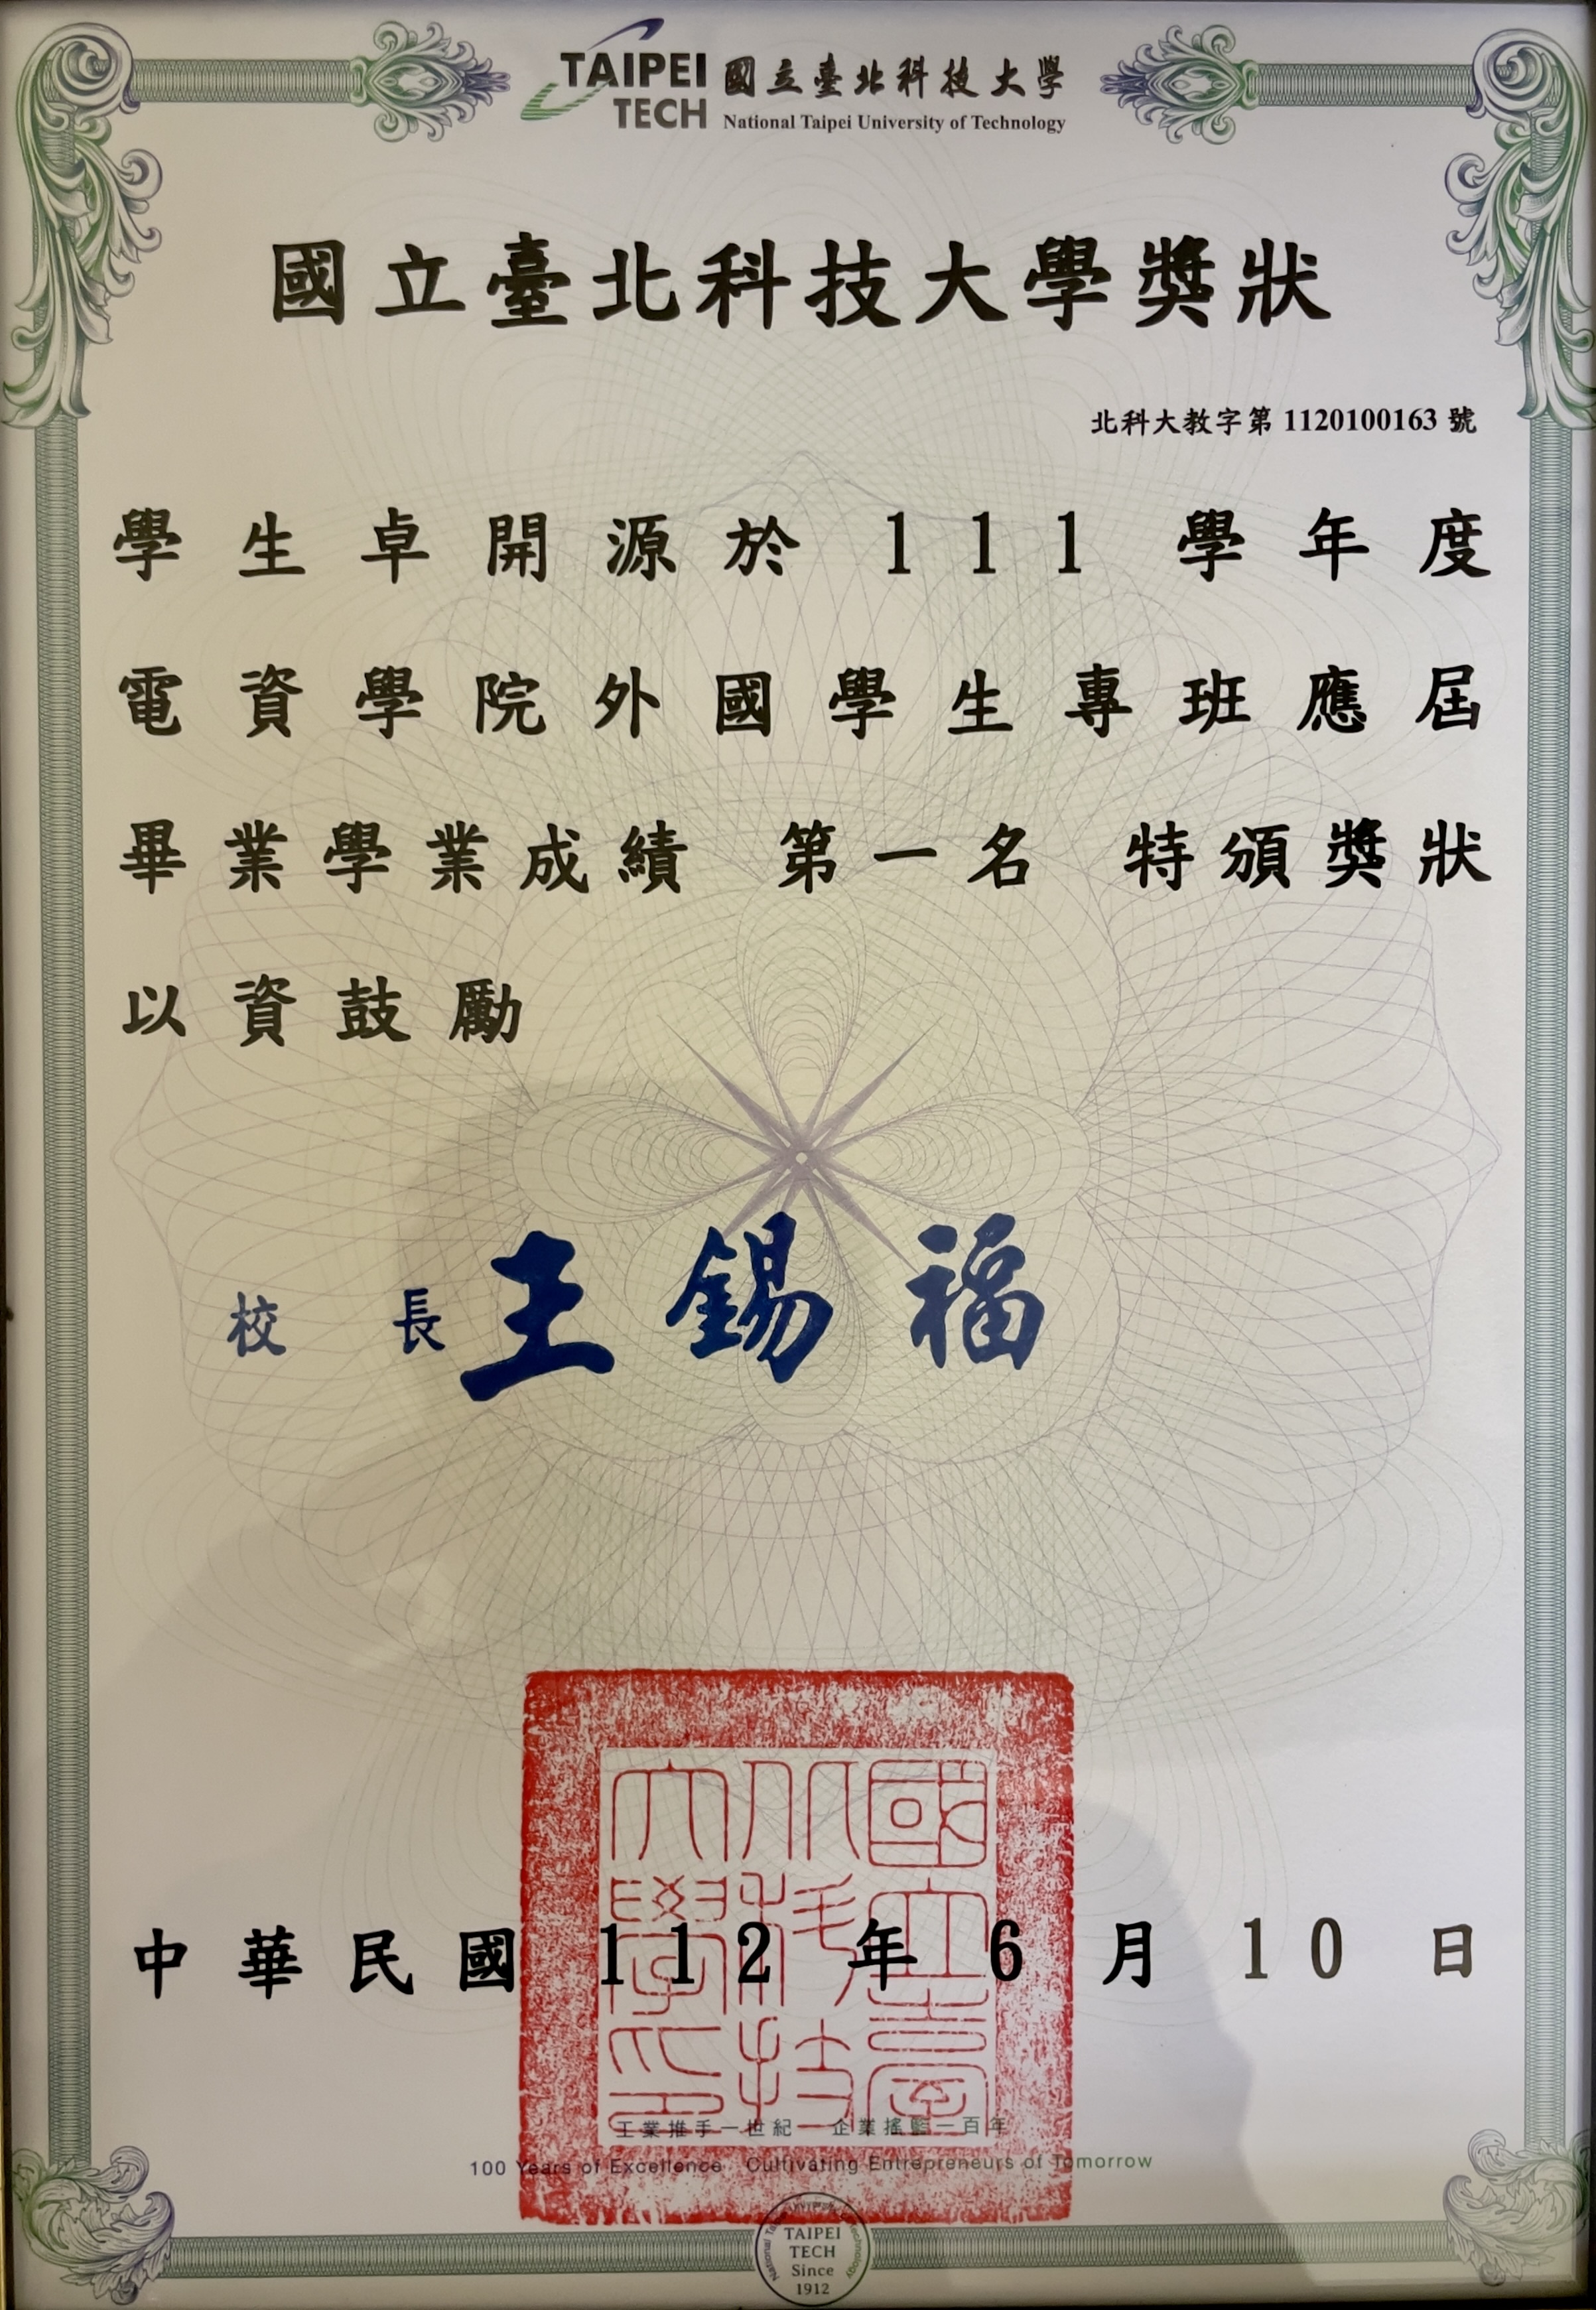 TAIPEI
TECH
國立臺北科技大學
National Taipei University of Technology
國立臺北科技大學獎狀
北科大教字第 1120100163 號
學生卓開源於 111 學年度
電資學院外國學生專班應屆
畢業學業成績 第一名 特頒獎狀
以資鼓勵
校 長 王錫福
國立臺
北科技
大學印
中華民國 112 年 6 月 10 日
工業推手一世紀 企業搖籃一百年
100 Years of Excellence, Cultivating Entrepreneurs of Tomorrow
TAIPEI
TECH
Since
1912